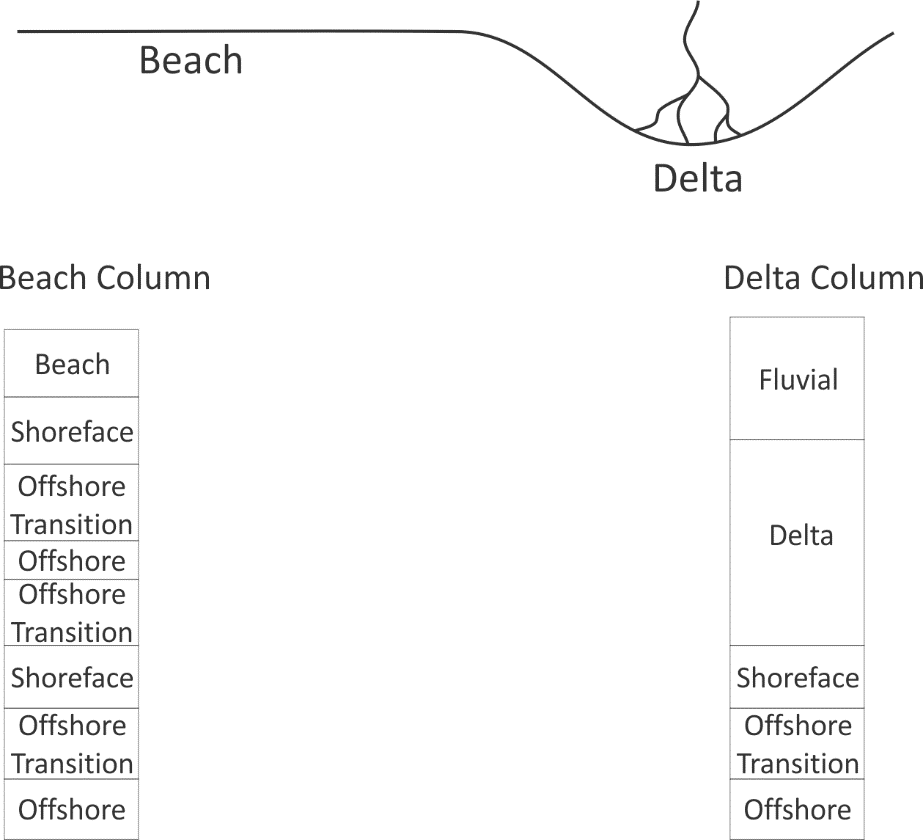 Beach
Delta
Beach Column
Delta Column
Beach
Shoreface
Offshore
Transition
Offshore
Offshore
Transition
Shoreface
Offshore
Transition
Offshore
Fluvial
Delta
Shoreface
Offshore
Transition
Offshore